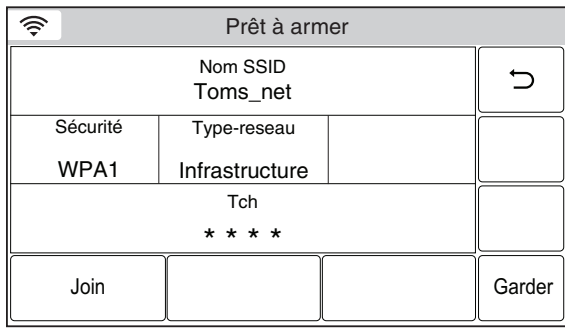 Prêt à armer
Nom SSID
Toms_net
Sécurité
Type-reseau
WPA1
Infrastructure
Tch
* * * *
Join
Garder